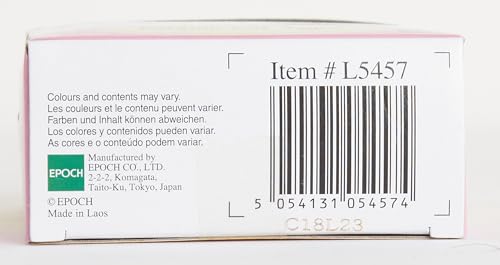 Item # L5457
Colours and contents may vary.
Les couleurs et le contenu peuvent varier.
Farben und Inhalt können abweichen.
Los colores y contenidos pueden variar.
As cores e o conteúdo podem variar.
EPOCH
Manufactured by
EPOCH CO., LTD.
2-2-2, Komagata,
Taito-Ku, Tokyo, Japan
© EPOCH
Made in Laos
5 054131 054574
C18L23